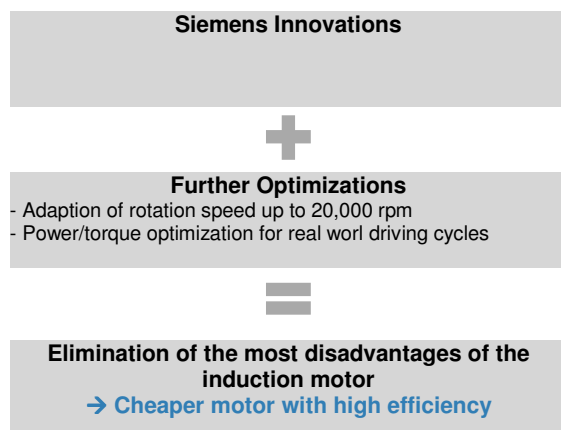 Siemens Innovations
Further Optimizations
- Adaption of rotation speed up to 20,000 rpm
- Power/torque optimization for real worl driving cycles
Elimination of the most disadvantages of the
induction motor
→ Cheaper motor with high efficiency